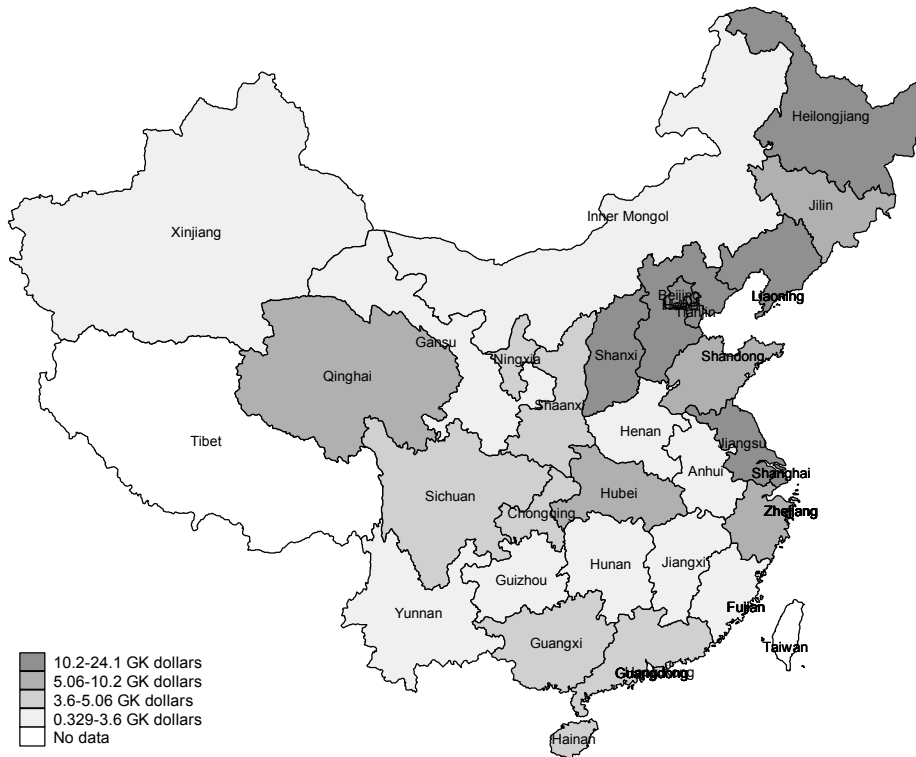 Heilongjiang
Jilin
Inner Mongol
Xinjiang
Beijing
Liaoning
Tianjin
Gansu
Ningxia
Shanxi
Shandong
Qinghai
Shaanxi
Tibet
Henan
Jiangsu
Anhui
Shanghai
Sichuan
Hubei
Chongqing
Zhejiang
Hunan
Jiangxi
Guizhou
Yunnan
Fujian
Guangxi
Taiwan
Guangdong
Hainan
10.2-24.1 GK dollars
5.06-10.2 GK dollars
3.6-5.06 GK dollars
0.329-3.6 GK dollars
No data